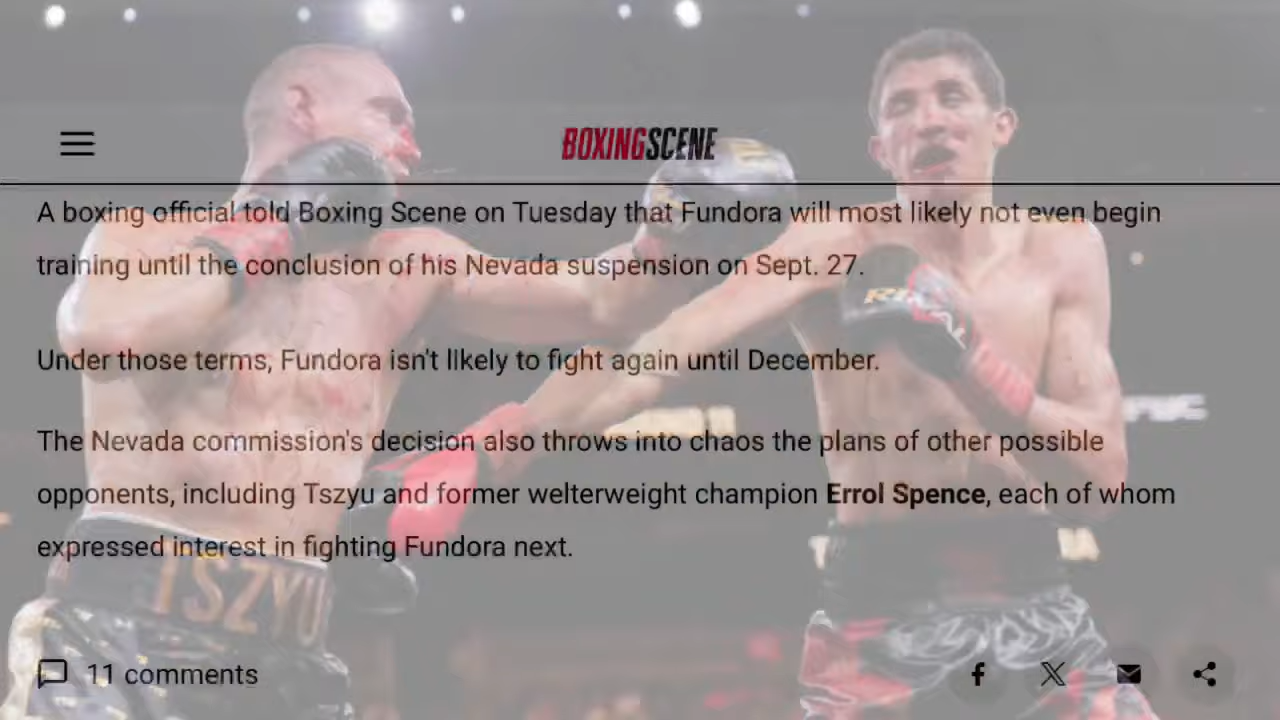 BOXINGSCENE
A boxing official told Boxing Scene on Tuesday that Fundora will most likely not even begin
training until the conclusion of his Nevada suspension on Sept. 27.
Under those terms, Fundora isn't likely to fight again until December.
The Nevada commission's decision also throws into chaos the plans of other possible
opponents, including Tszyu and former welterweight champion Errol Spence, each of whom
expressed interest in fighting Fundora next.
TSZYU
11 comments